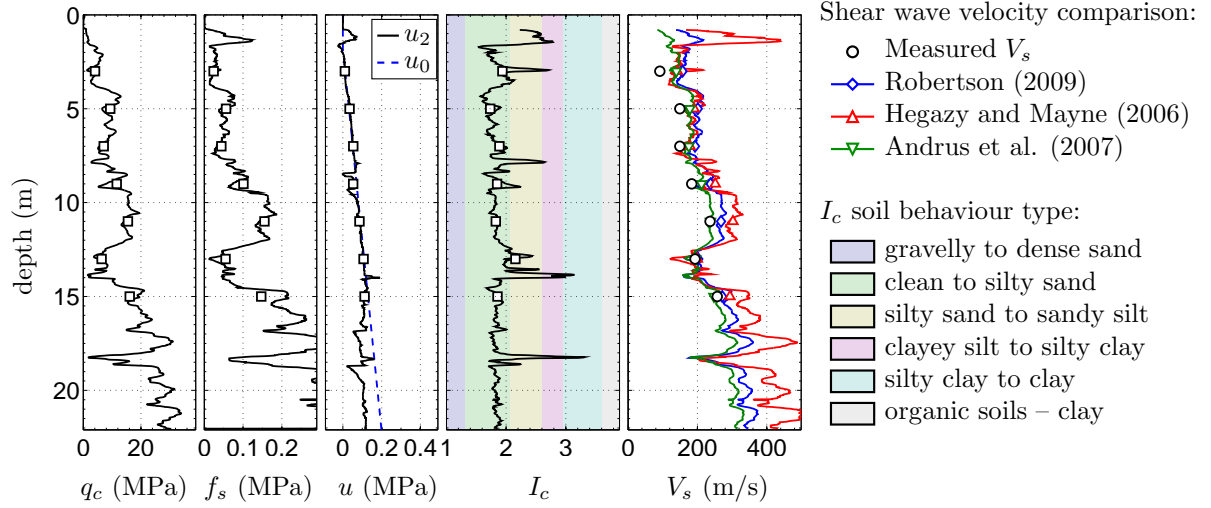 Shear wave velocity comparison:
Measured V_s
Robertson (2009)
Hegazy and Mayne (2006)
Andrus et al. (2007)
I_c soil behaviour type:
gravelly to dense sand
clean to silty sand
silty sand to sandy silt
clayey silt to silty clay
silty clay to clay
organic soils – clay
u_2
u_0
depth (m)
0
5
10
15
20
0 20
0 0.1 0.2
0 0.2 0.4
1 2 3
0 200 400
q_c (MPa)
f_s (MPa)
u (MPa)
I_c
V_s (m/s)